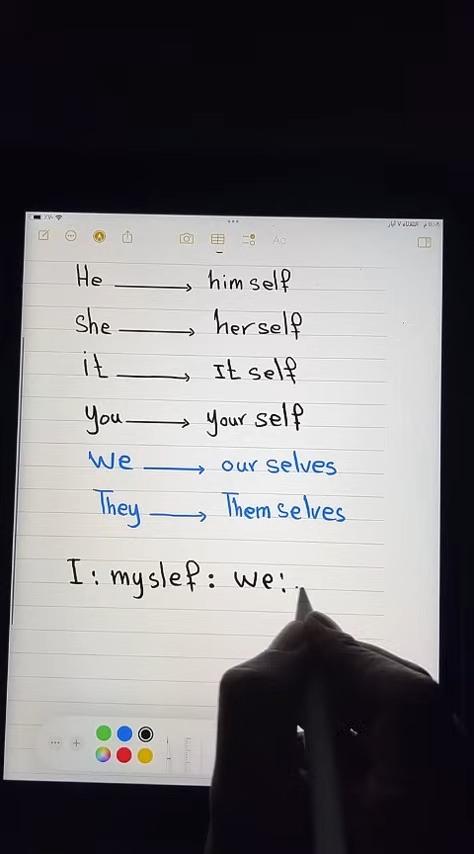 He → himself
she → herself
it → It self
you → your self
We → our selves
They → Them selves
I : myslef : we: